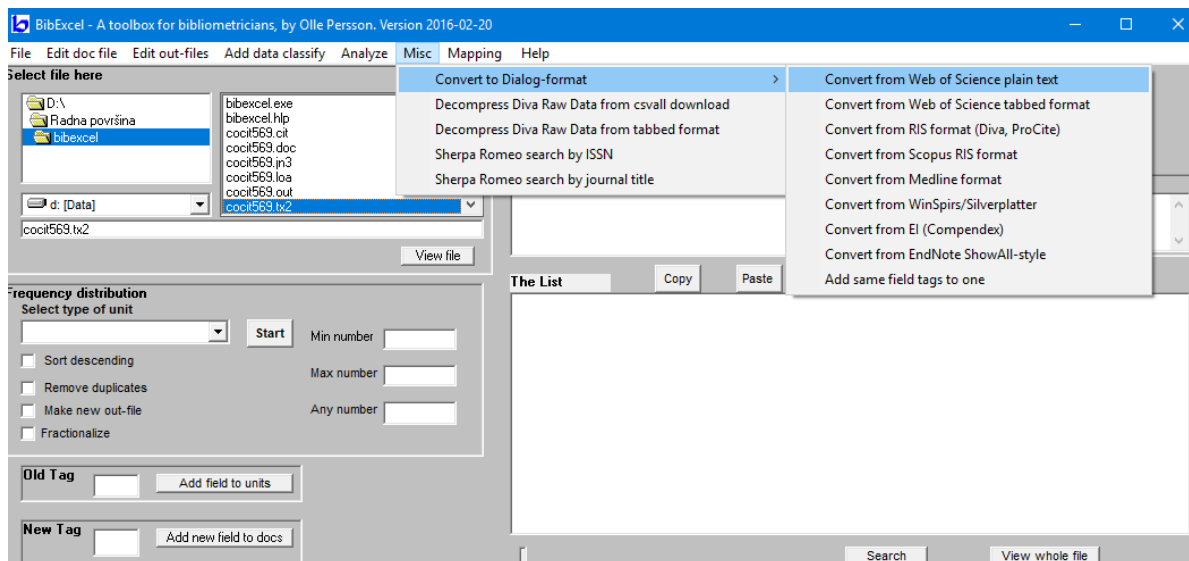 BibExcel - A toolbox for bibliometricians, by Olle Persson. Version 2016-02-20
File Edit doc file Edit out-files Add data classify Analyze Misc Mapping Help
Select file here
D:\
Radna površina
bibexcel
d: [Data]
bibexcel.exe
bibexcel.hlp
cocit569.cit
cocit569.doc
cocit569.jn3
cocit569.loa
cocit569.out
cocit569.tx2
cocit569.tx2
View file
Convert to Dialog-format >
Decompress Diva Raw Data from csvall download
Decompress Diva Raw Data from tabbed format
Sherpa Romeo search by ISSN
Sherpa Romeo search by journal title
Convert from Web of Science plain text
Convert from Web of Science tabbed format
Convert from RIS format (Diva, ProCite)
Convert from Scopus RIS format
Convert from Medline format
Convert from WinSpirs/Silverplatter
Convert from EI (Compendex)
Convert from EndNote ShowAll-style
Add same field tags to one
The List
Copy
Paste
Frequency distribution
Select type of unit
Start
Min number
Sort descending
Max number
Remove duplicates
Make new out-file
Any number
Fractionalize
Old Tag
Add field to units
New Tag
Add new field to docs
Search
View whole file